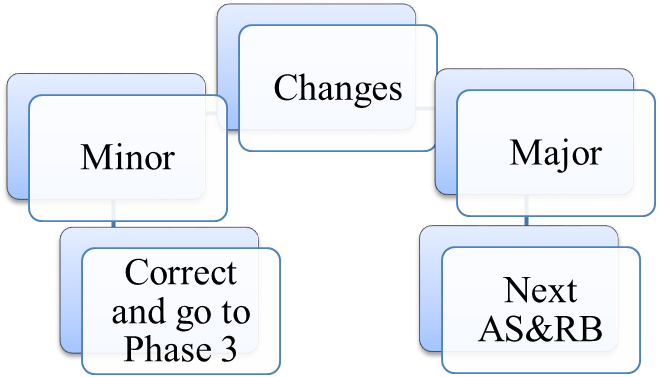 Changes
Minor
Major
Correct
and go to
Phase 3
Next
AS&RB